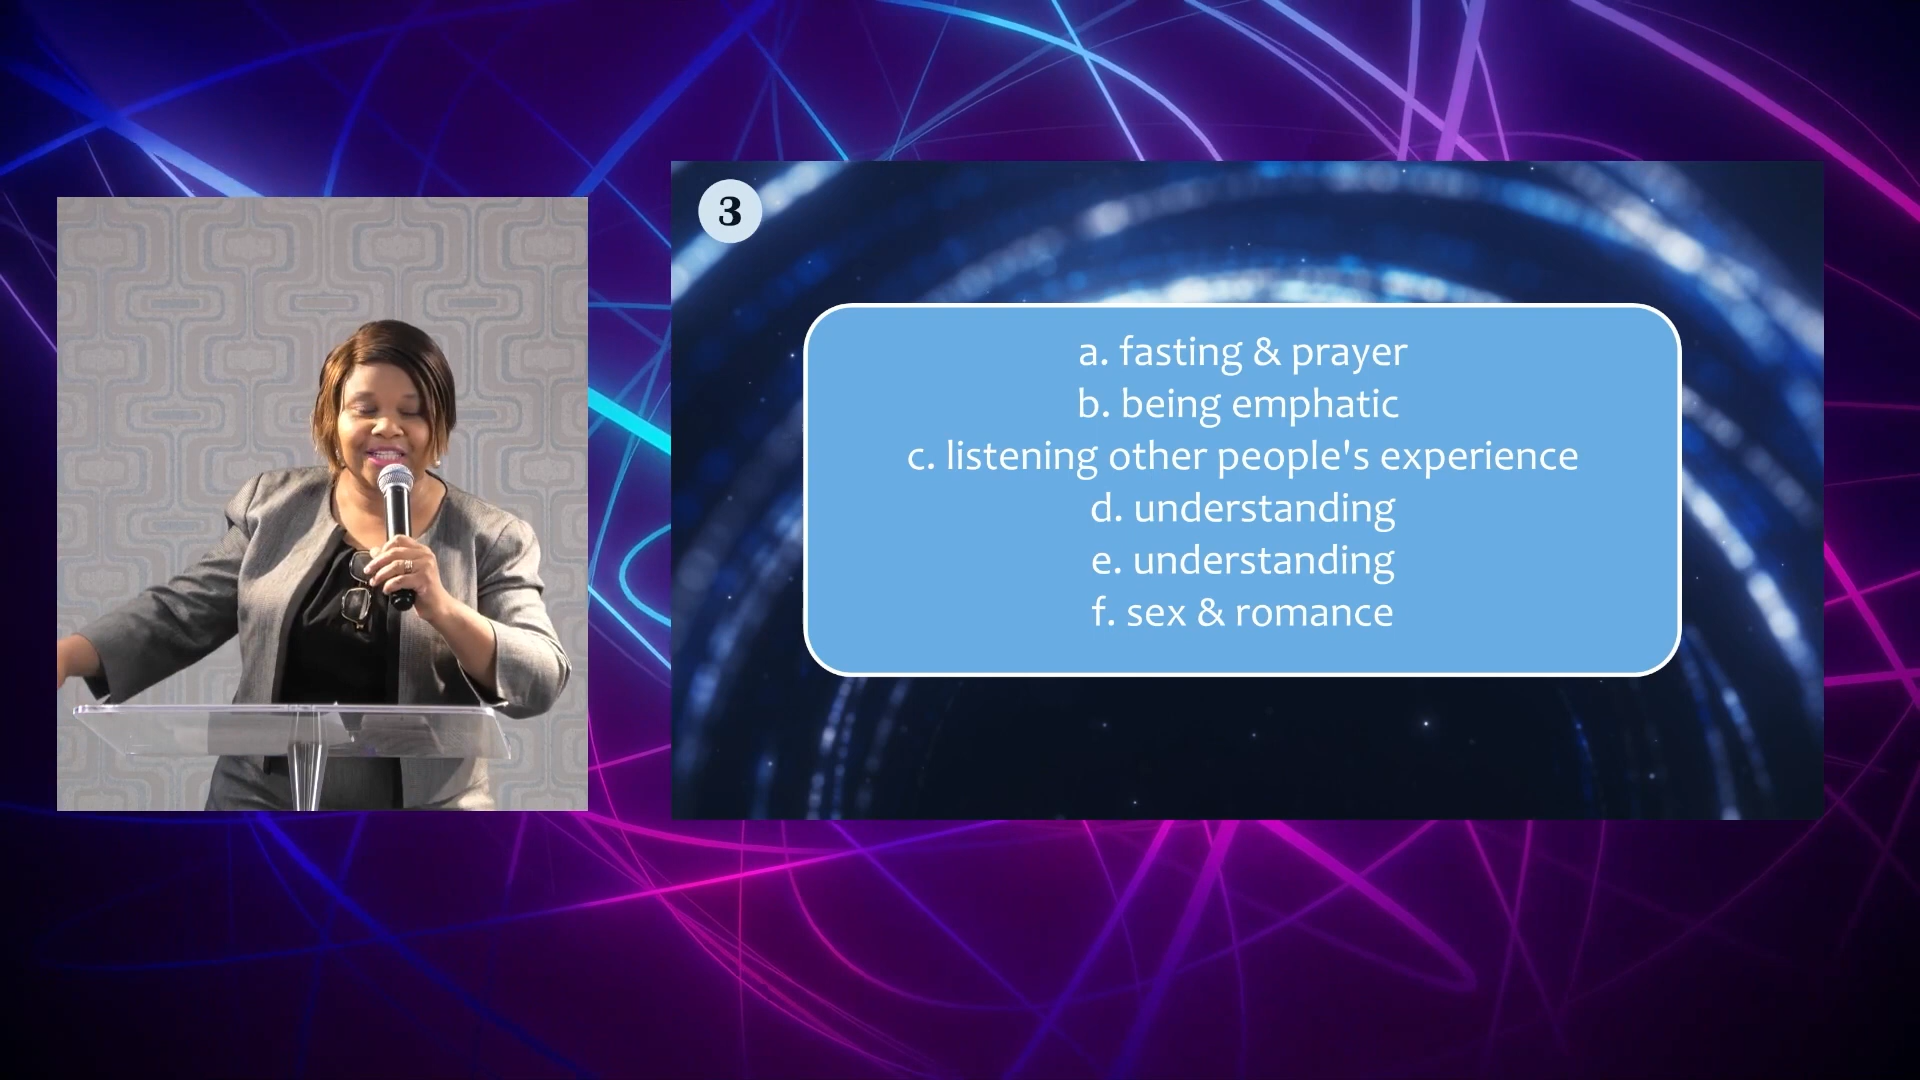 3
a. fasting & prayer
b. being emphatic
c. listening other people's experience
d. understanding
e. understanding
f. sex & romance